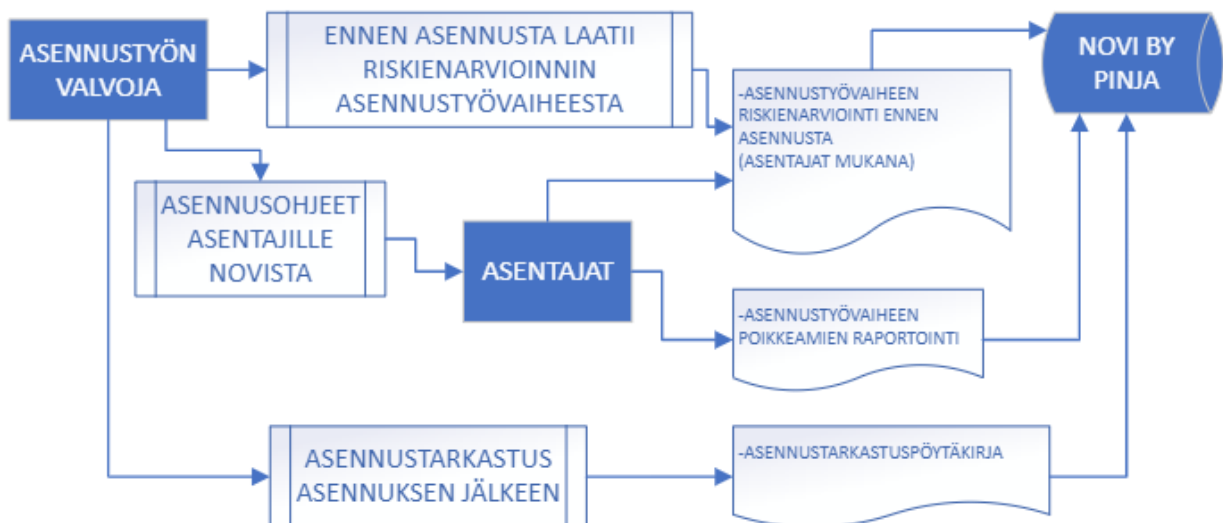 ASENNUSTYÖN
VALVOJA
ENNEN ASENNUSTA LAATII
RISKIENARVIOINNIN
ASENNUSTYÖVAIHEESTA
-ASENNUSTYÖVAIHEEN
RISKIENARVIOINTI ENNEN
ASENNUSTA
(ASENTAJAT MUKANA)
NOVI BY
PINJA
ASENNUSOHJEET
ASENTAJILLE
NOVISTA
ASENTAJAT
-ASENNUSTYÖVAIHEEN
POIKKEAMIEN RAPORTOINTI
ASENNUSTARKASTUS
ASENNUKSEN JÄLKEEN
-ASENNUSTARKASTUSPÖYTÄKIRJA